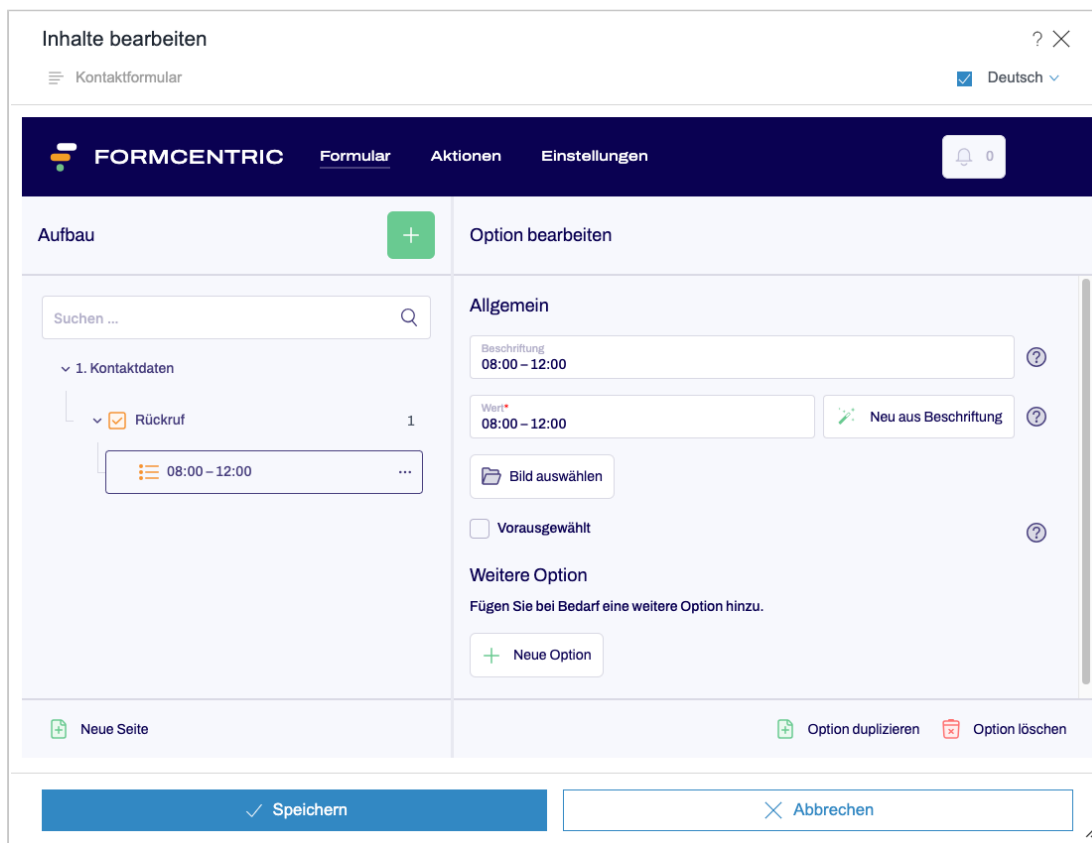 Inhalte bearbeiten
?
Kontaktformular
Deutsch
FORMCENTRIC
Formular
Aktionen
Einstellungen
0
Aufbau
Option bearbeiten
Suchen ...
1. Kontaktdaten
Rückruf
1
08:00 – 12:00
...
Allgemein
Beschriftung
08:00 – 12:00
?
Wert*
08:00 – 12:00
Neu aus Beschriftung
?
Bild auswählen
Vorausgewählt
?
Weitere Option
Fügen Sie bei Bedarf eine weitere Option hinzu.
Neue Option
Neue Seite
Option duplizieren
Option löschen
Speichern
Abbrechen